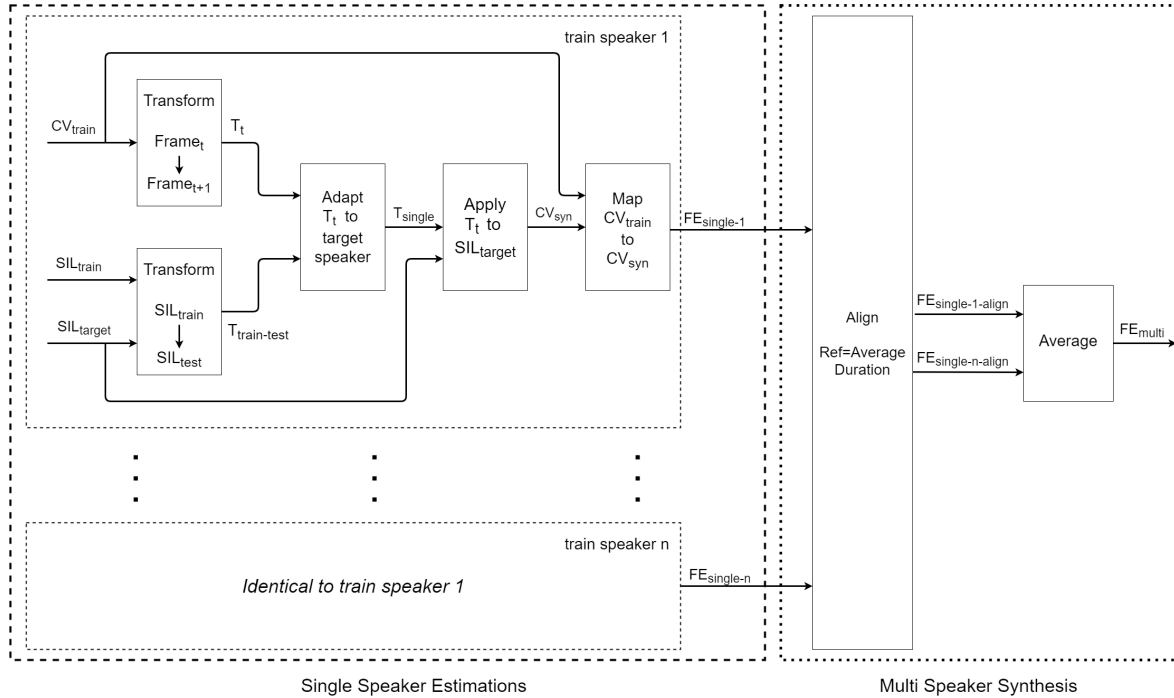 train speaker 1
CV_train
Transform
Frame_t
Frame_t+1
T_t
SIL_train
SIL_target
Transform
SIL_train
SIL_test
T_train-test
Adapt
T_t to
target
speaker
T_single
Apply
T_t to
SIL_target
CV_syn
Map
CV_train
to
CV_syn
FE_single-1
train speaker n
Identical to train speaker 1
FE_single-n
Align
Ref=Average
Duration
FE_single-1-align
FE_single-n-align
Average
FE_multi
Single Speaker Estimations
Multi Speaker Synthesis